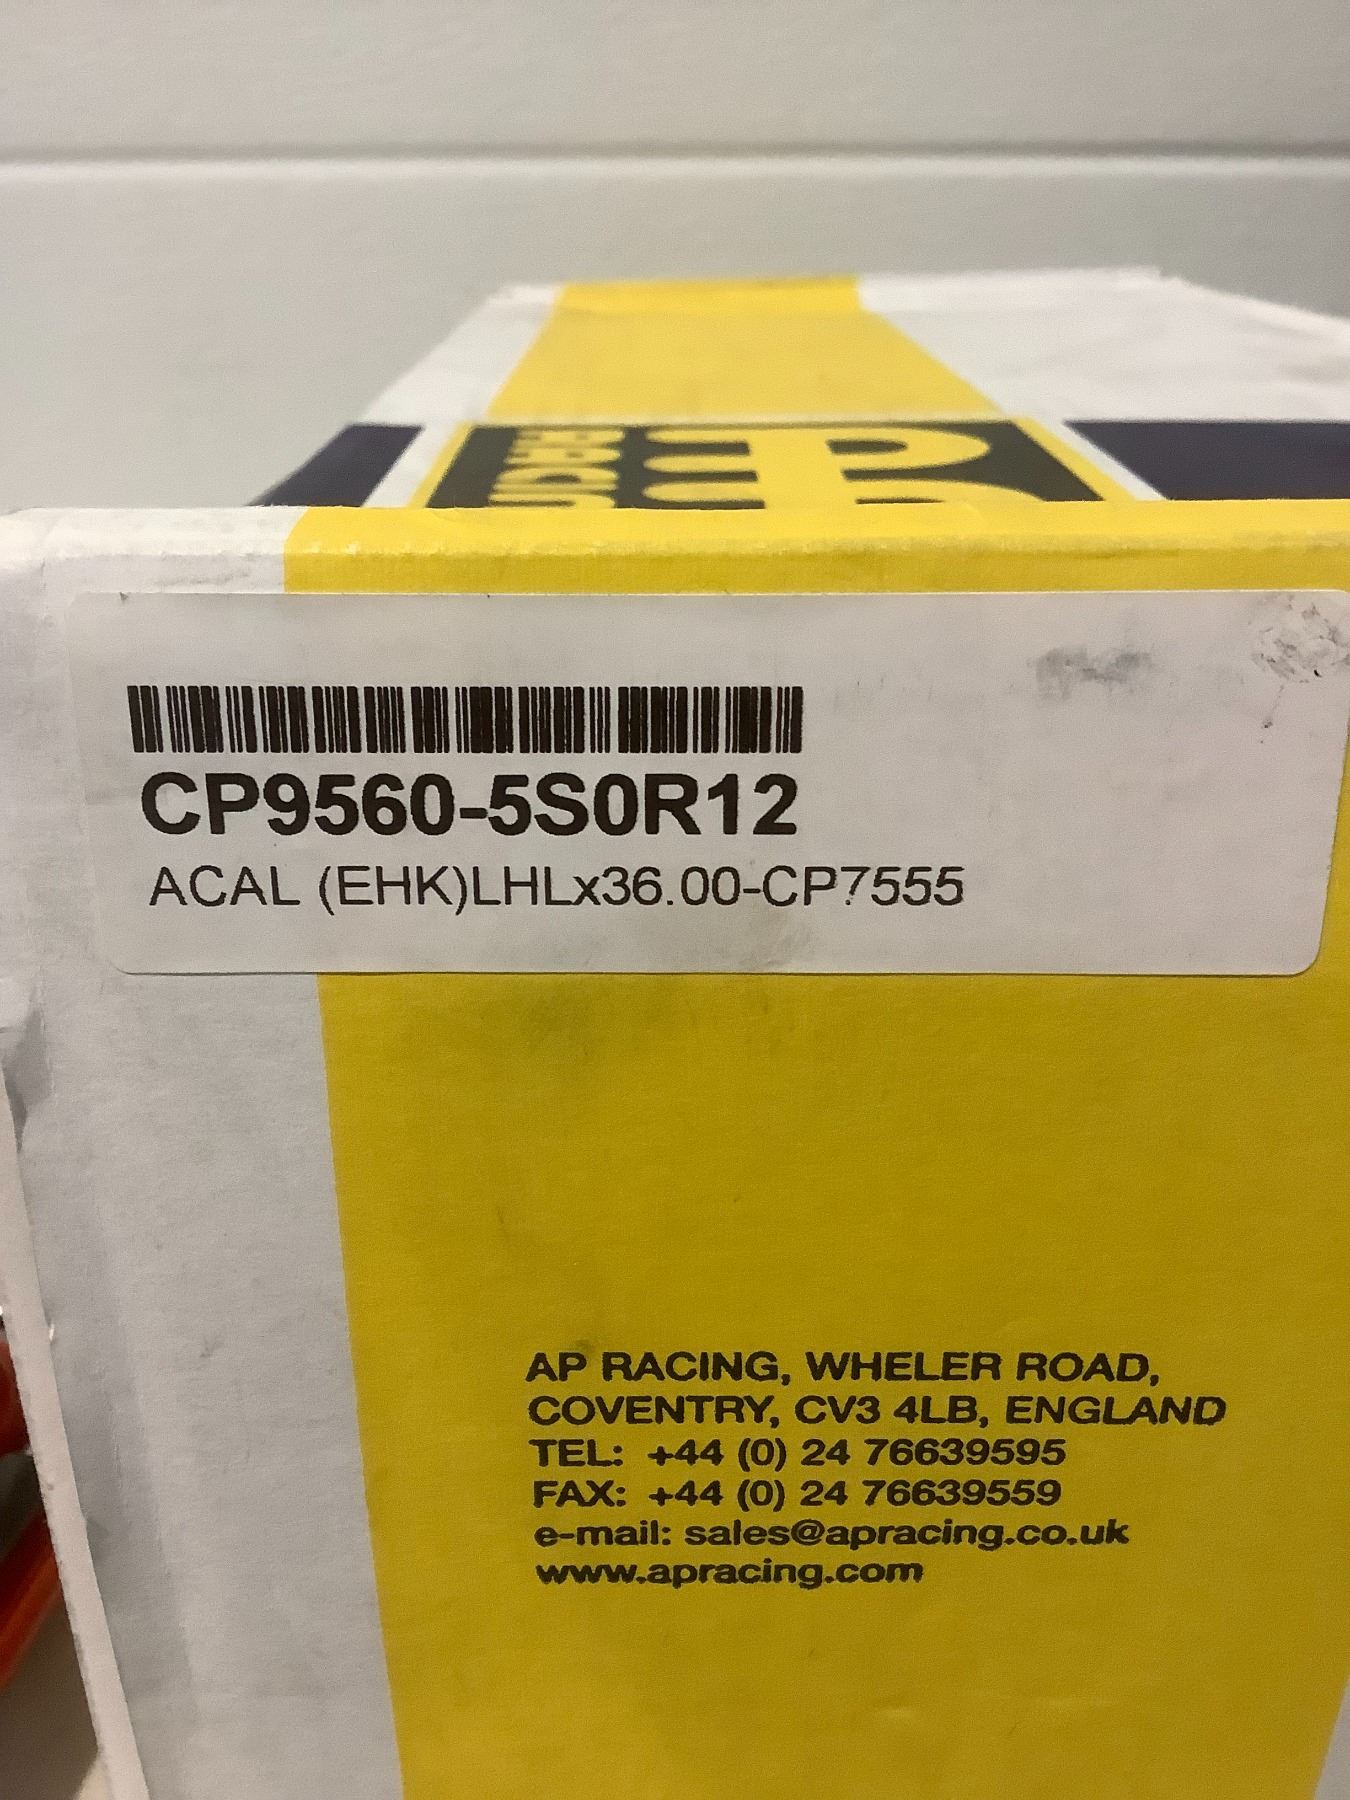 CP9560-5S0R12
ACAL (EHK)LHLx36.00-CP7555
AP RACING, WHELER ROAD,
COVENTRY, CV3 4LB, ENGLAND
TEL: +44 (0) 24 76639595
FAX: +44 (0) 24 76639559
e-mail: sales@apracing.co.uk
www.apracing.com